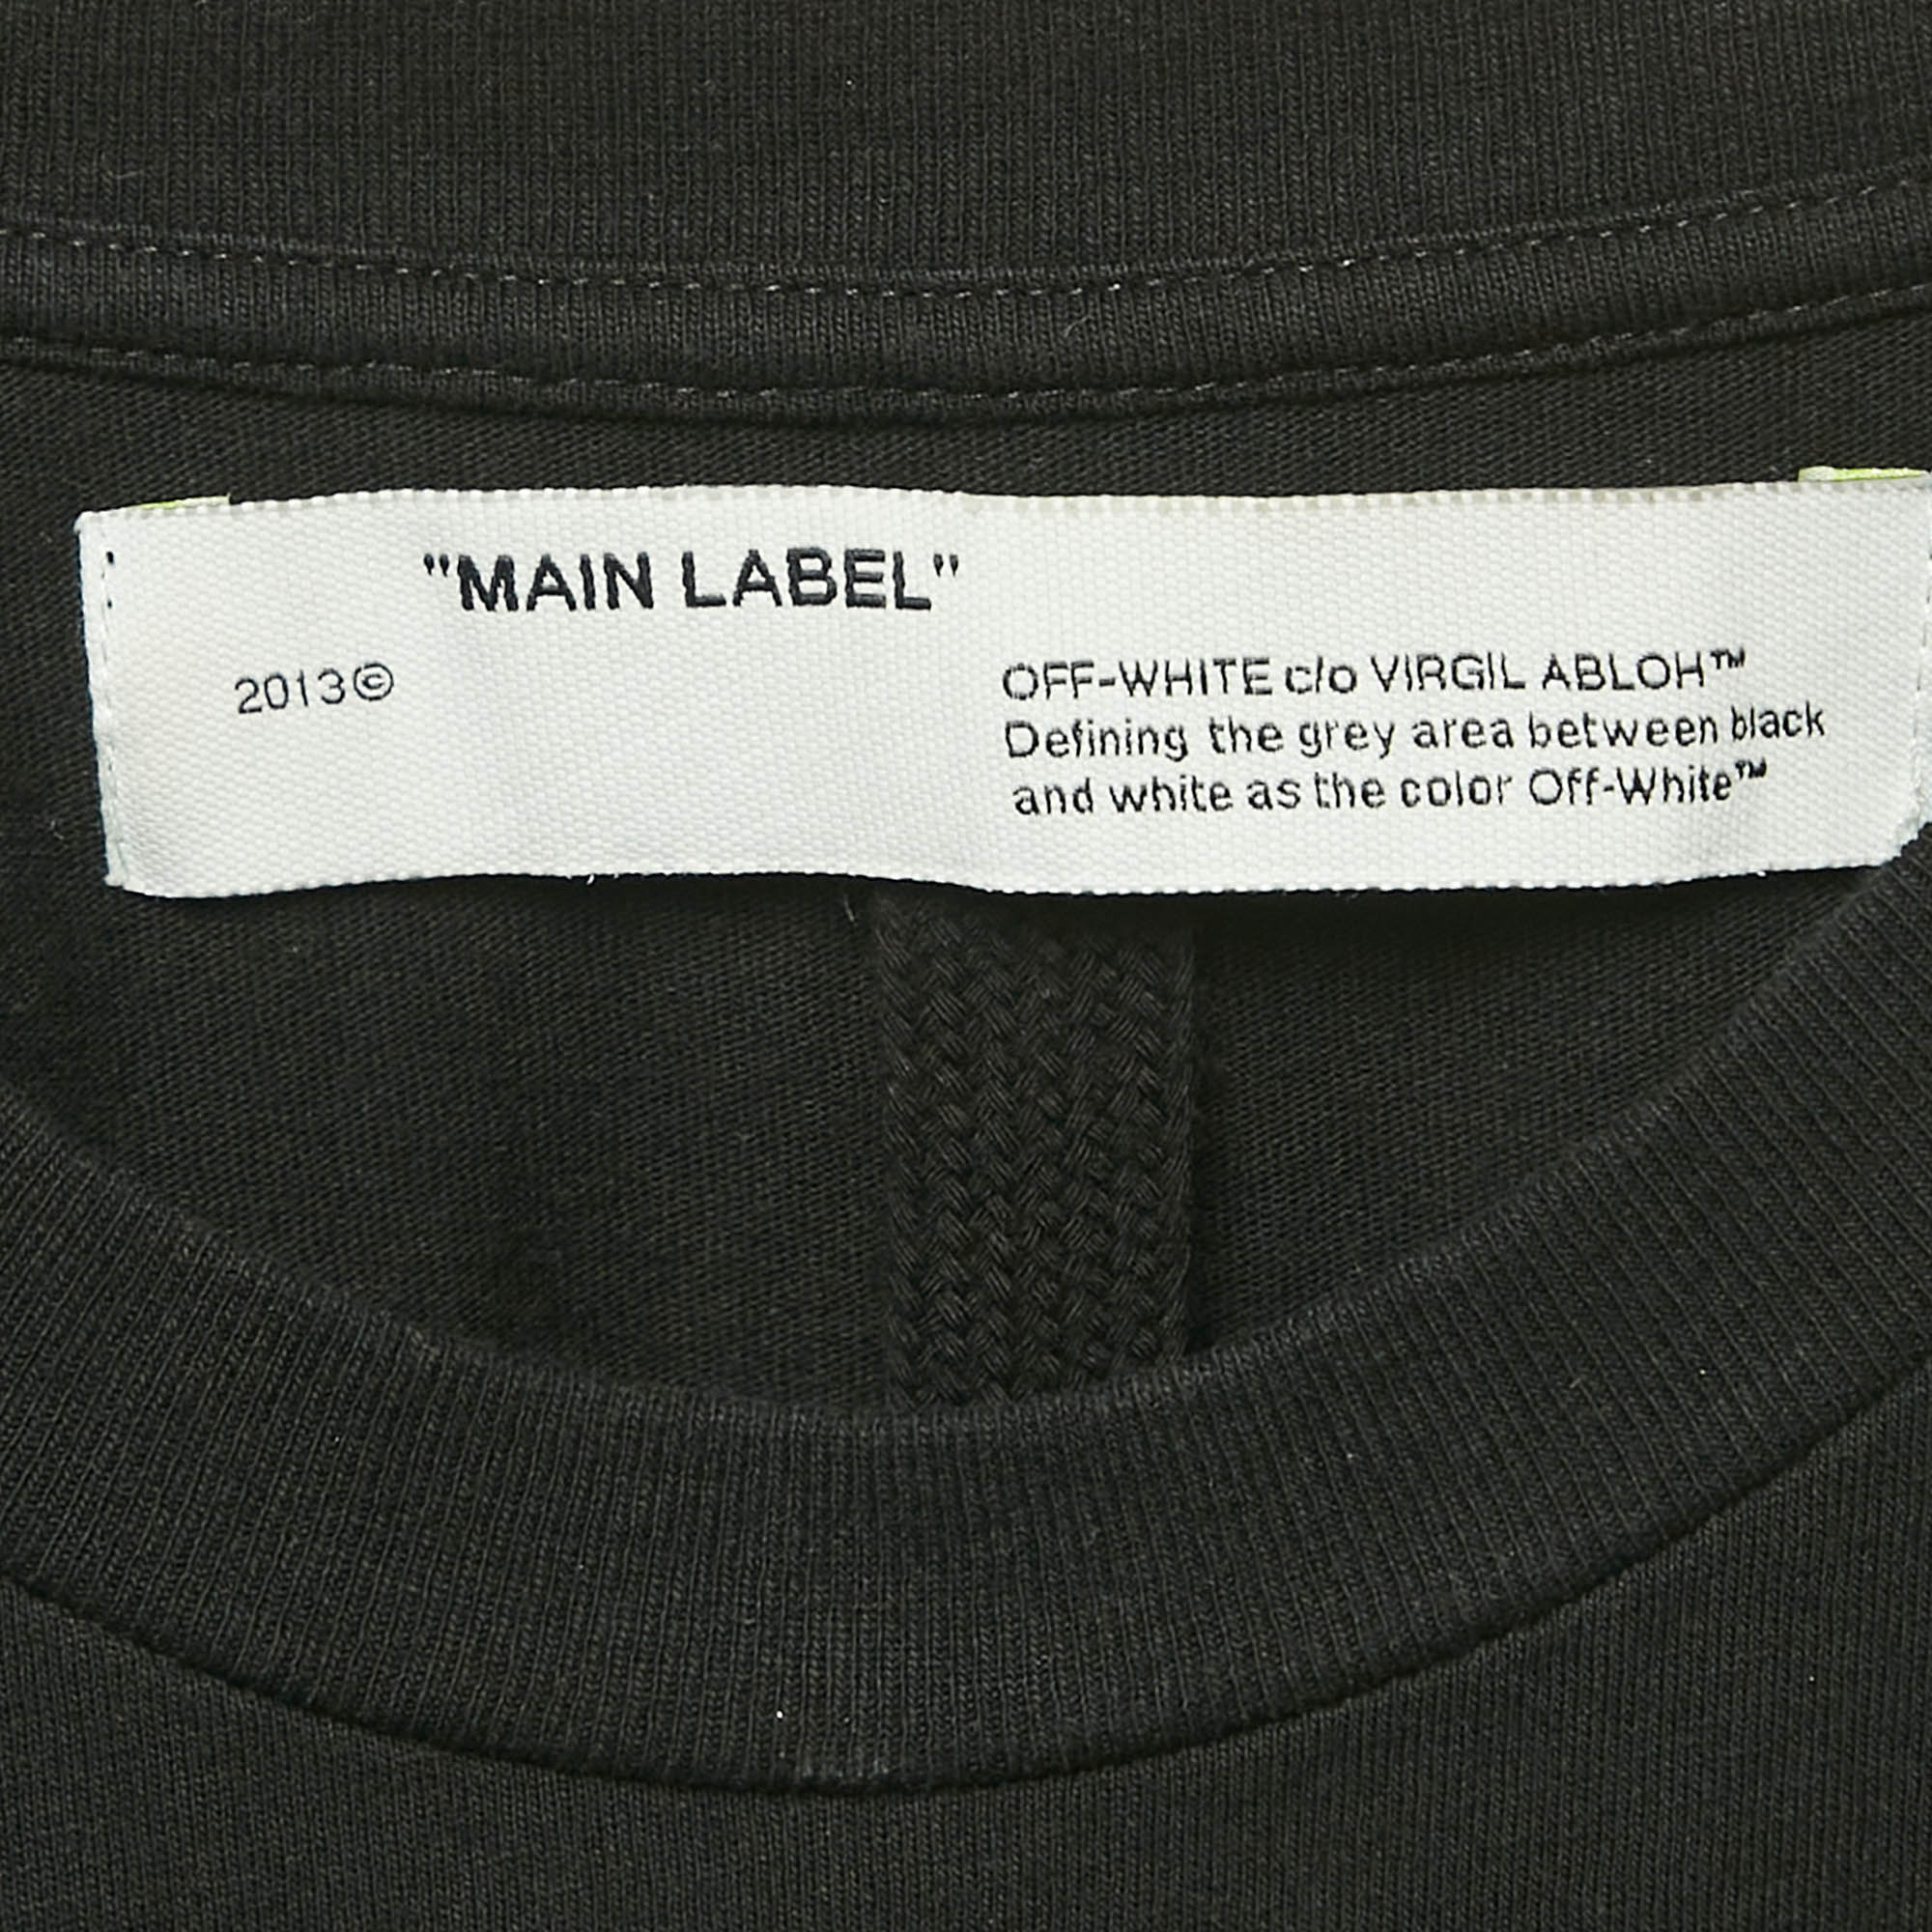 "MAIN LABEL"
2013©
OFF-WHITE c/o VIRGIL ABLOH™
Defining the grey area between black
and white as the color Off-White™